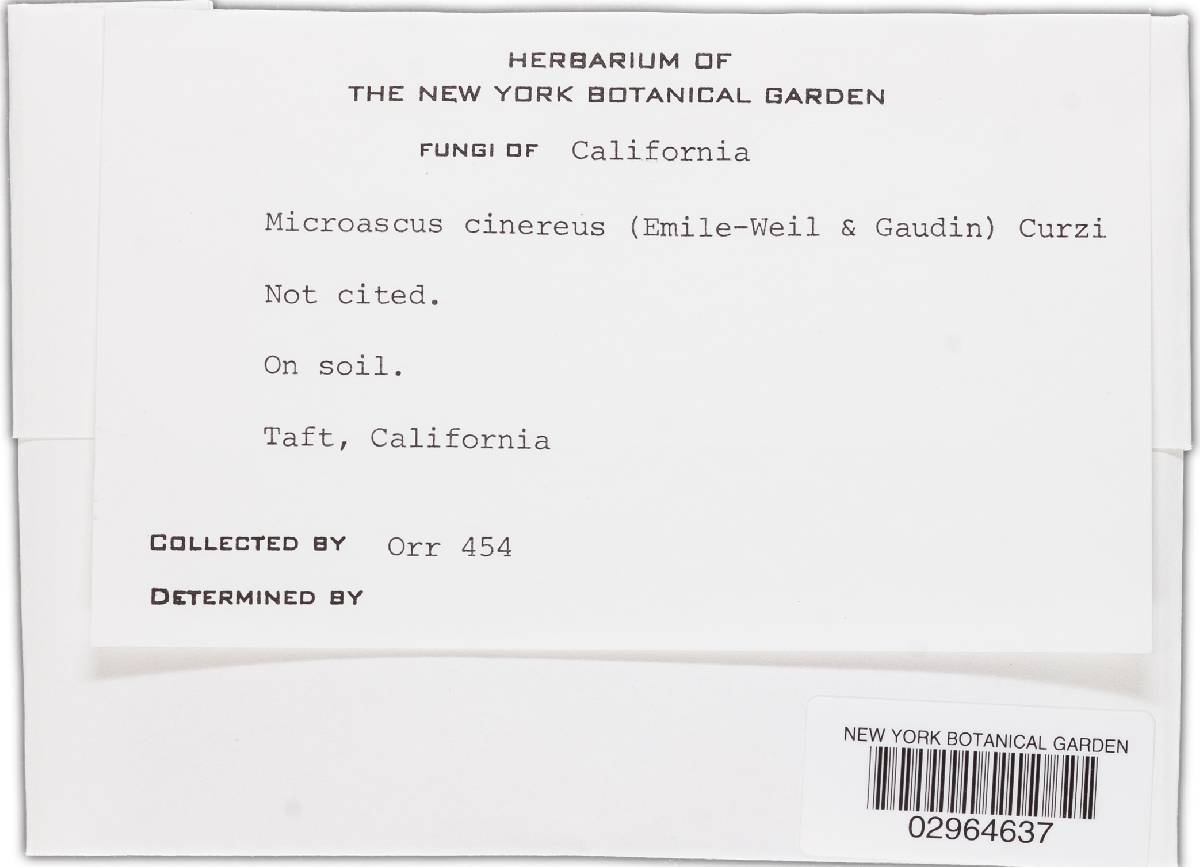 HERBARIUM OF
THE NEW YORK BOTANICAL GARDEN
FUNGI OF California
Microascus cinereus (Emile-Weil & Gaudin) Curzi
Not cited.
On soil.
Taft, California
COLLECTED BY Orr 454
DETERMINED BY
NEW YORK BOTANICAL GARDEN
02964637